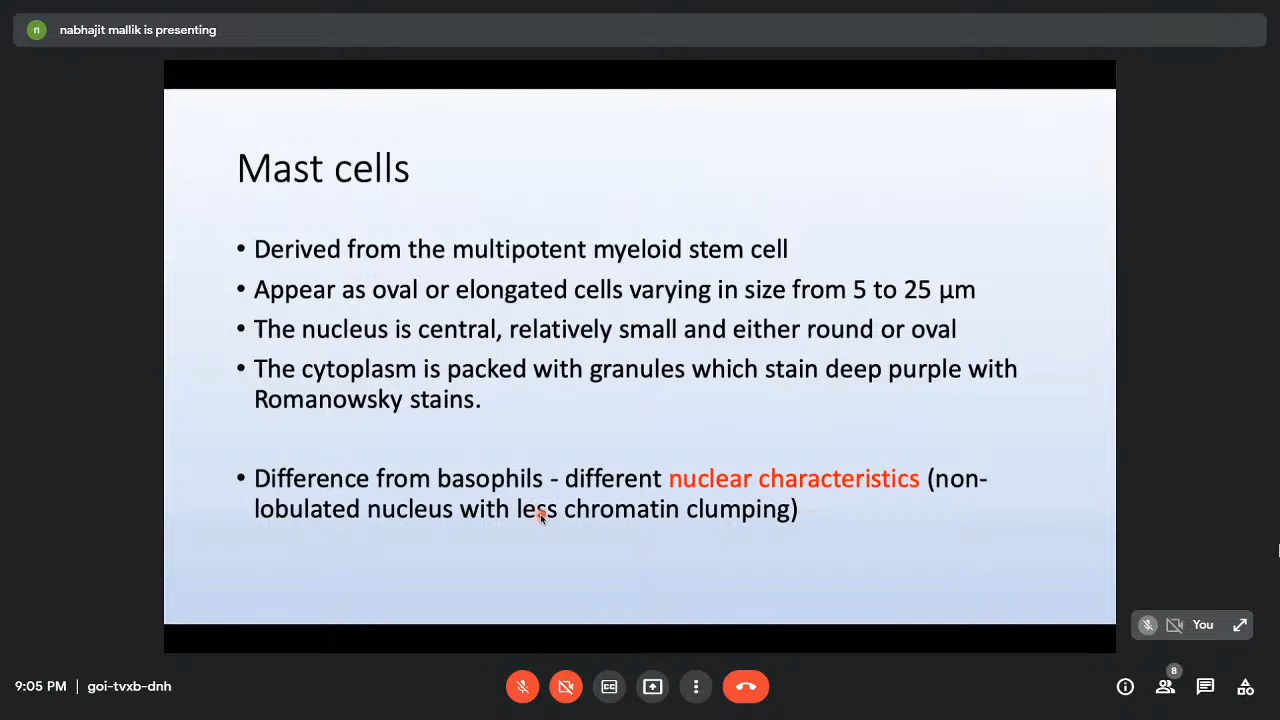 n nabhajit mallik is presenting
Mast cells
• Derived from the multipotent myeloid stem cell
• Appear as oval or elongated cells varying in size from 5 to 25 µm
• The nucleus is central, relatively small and either round or oval
• The cytoplasm is packed with granules which stain deep purple with
Romanowsky stains.
• Difference from basophils - different nuclear characteristics (non-
lobulated nucleus with less chromatin clumping)
You
9:05 PM | goi-tvxb-dnh
CC
8